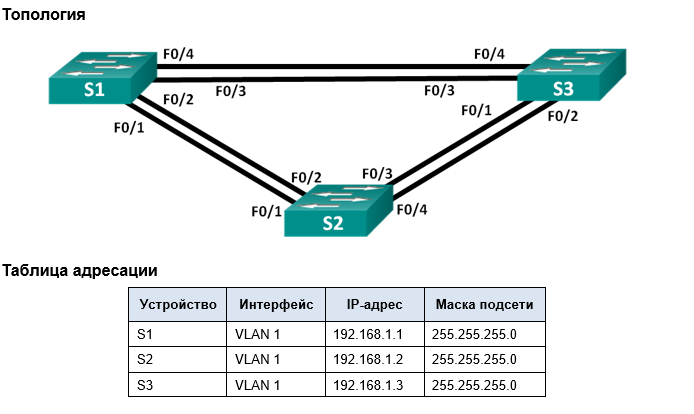 Топология
F0/4 F0/4
S1 F0/3 F0/3 S3
F0/2 F0/1
F0/1 F0/2
F0/2 F0/3
F0/1 S2 F0/4
Таблица адресации
Устройство Интерфейс IP-адрес Маска подсети
S1 VLAN 1 192.168.1.1 255.255.255.0
S2 VLAN 1 192.168.1.2 255.255.255.0
S3 VLAN 1 192.168.1.3 255.255.255.0